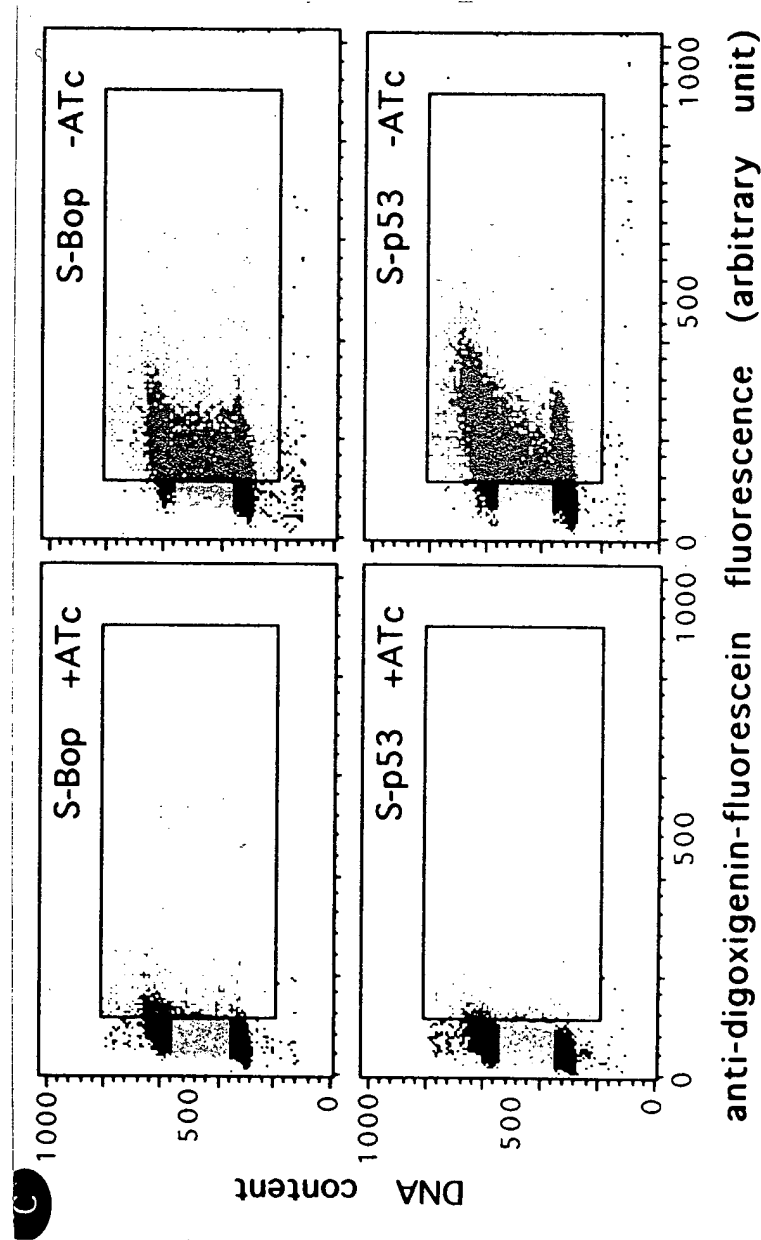 C
S-Bop +ATc
S-Bop -ATc
1000
500
0
S-p53 +ATc
S-p53 -ATc
1000
500
0
DNA content
0
500
1000
0
500
1000
anti-digoxigenin-fluorescein fluorescence (arbitrary unit)